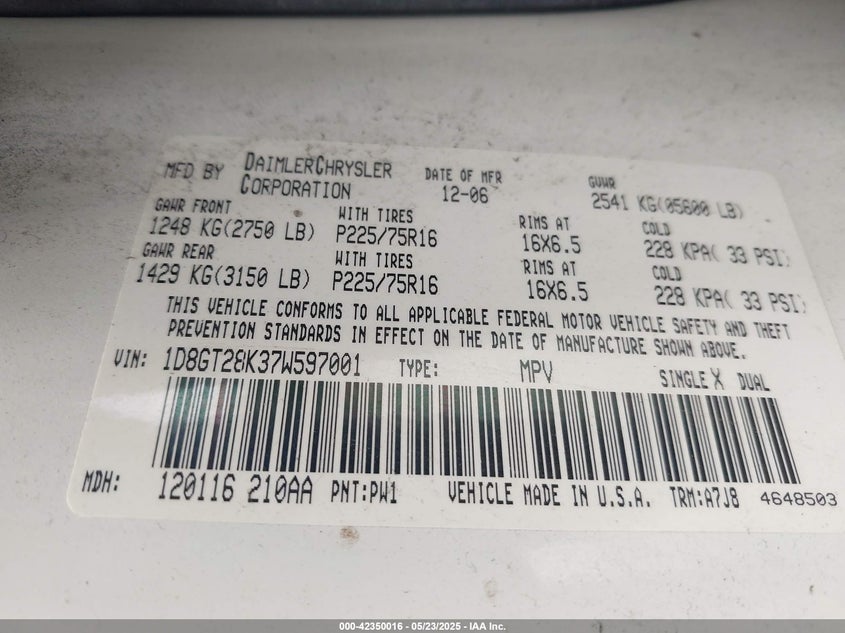 MFD BY DAIMLERCHRYSLER CORPORATION DATE OF MFR 12-06 GVWR 2541 KG(05600 LB)
GAWR FRONT WITH TIRES RIMS AT COLD
1248 KG(2750 LB) P225/75R16 16X6.5 228 KPA( 33 PSI)
GAWR REAR WITH TIRES RIMS AT COLD
1429 KG(3150 LB) P225/75R16 16X6.5 228 KPA( 33 PSI)
THIS VEHICLE CONFORMS TO ALL APPLICABLE FEDERAL MOTOR VEHICLE SAFETY AND THEFT
PREVENTION STANDARDS IN EFFECT ON THE DATE OF MANUFACTURE SHOWN ABOVE.
VIN: 1D8GT28K37W597001 TYPE: MPV SINGLE X DUAL
MDH: 120116 210AA PNT:PW1 VEHICLE MADE IN U.S.A. TRM:A7J8 4648503
000-42350016 - 05/23/2025 - IAA Inc.